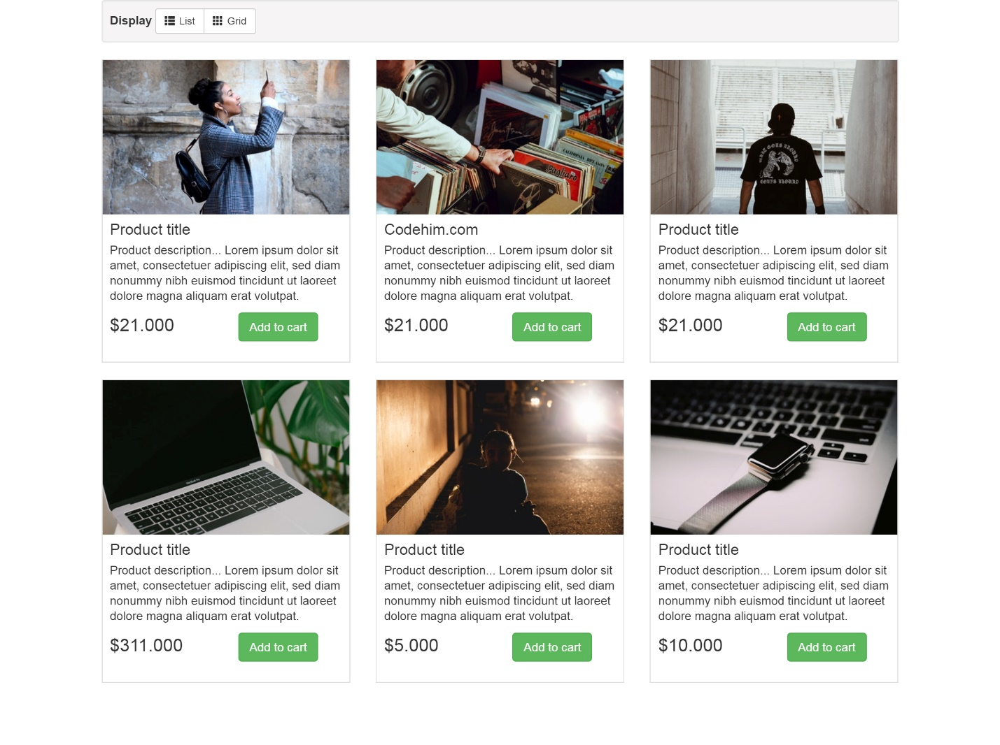 Display List Grid
Product title
Product description... Lorem ipsum dolor sit
amet, consectetuer adipiscing elit, sed diam
nonummy nibh euismod tincidunt ut laoreet
dolore magna aliquam erat volutpat.
$21.000 Add to cart
Codehim.com
Product description... Lorem ipsum dolor sit
amet, consectetuer adipiscing elit, sed diam
nonummy nibh euismod tincidunt ut laoreet
dolore magna aliquam erat volutpat.
$21.000 Add to cart
Product title
Product description... Lorem ipsum dolor sit
amet, consectetuer adipiscing elit, sed diam
nonummy nibh euismod tincidunt ut laoreet
dolore magna aliquam erat volutpat.
$21.000 Add to cart
Product title
Product description... Lorem ipsum dolor sit
amet, consectetuer adipiscing elit, sed diam
nonummy nibh euismod tincidunt ut laoreet
dolore magna aliquam erat volutpat.
$311.000 Add to cart
Product title
Product description... Lorem ipsum dolor sit
amet, consectetuer adipiscing elit, sed diam
nonummy nibh euismod tincidunt ut laoreet
dolore magna aliquam erat volutpat.
$5.000 Add to cart
Product title
Product description... Lorem ipsum dolor sit
amet, consectetuer adipiscing elit, sed diam
nonummy nibh euismod tincidunt ut laoreet
dolore magna aliquam erat volutpat.
$10.000 Add to cart